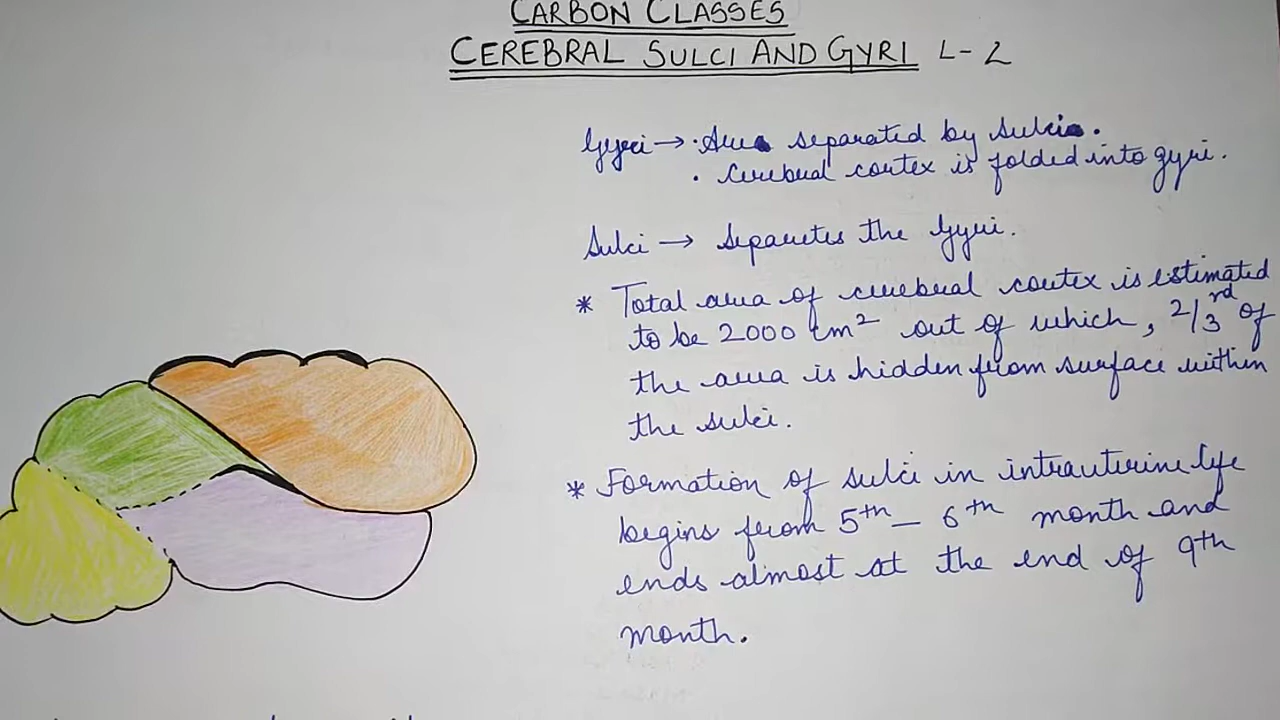 CARBON CLASSES
CEREBRAL SULCI AND GYRI L-2
Gyri → • Area separated by sulci.
• Cerebral cortex is folded into gyri.
Sulci → Separates the Gyri.
* Total area of cerebral cortex is estimated
to be 2000 cm² out of which, 2/3rd of
the area is hidden from surface within
the sulci.
* Formation of sulci in intrauterine life
begins from 5th – 6th month and
ends almost at the end of 9th
month.